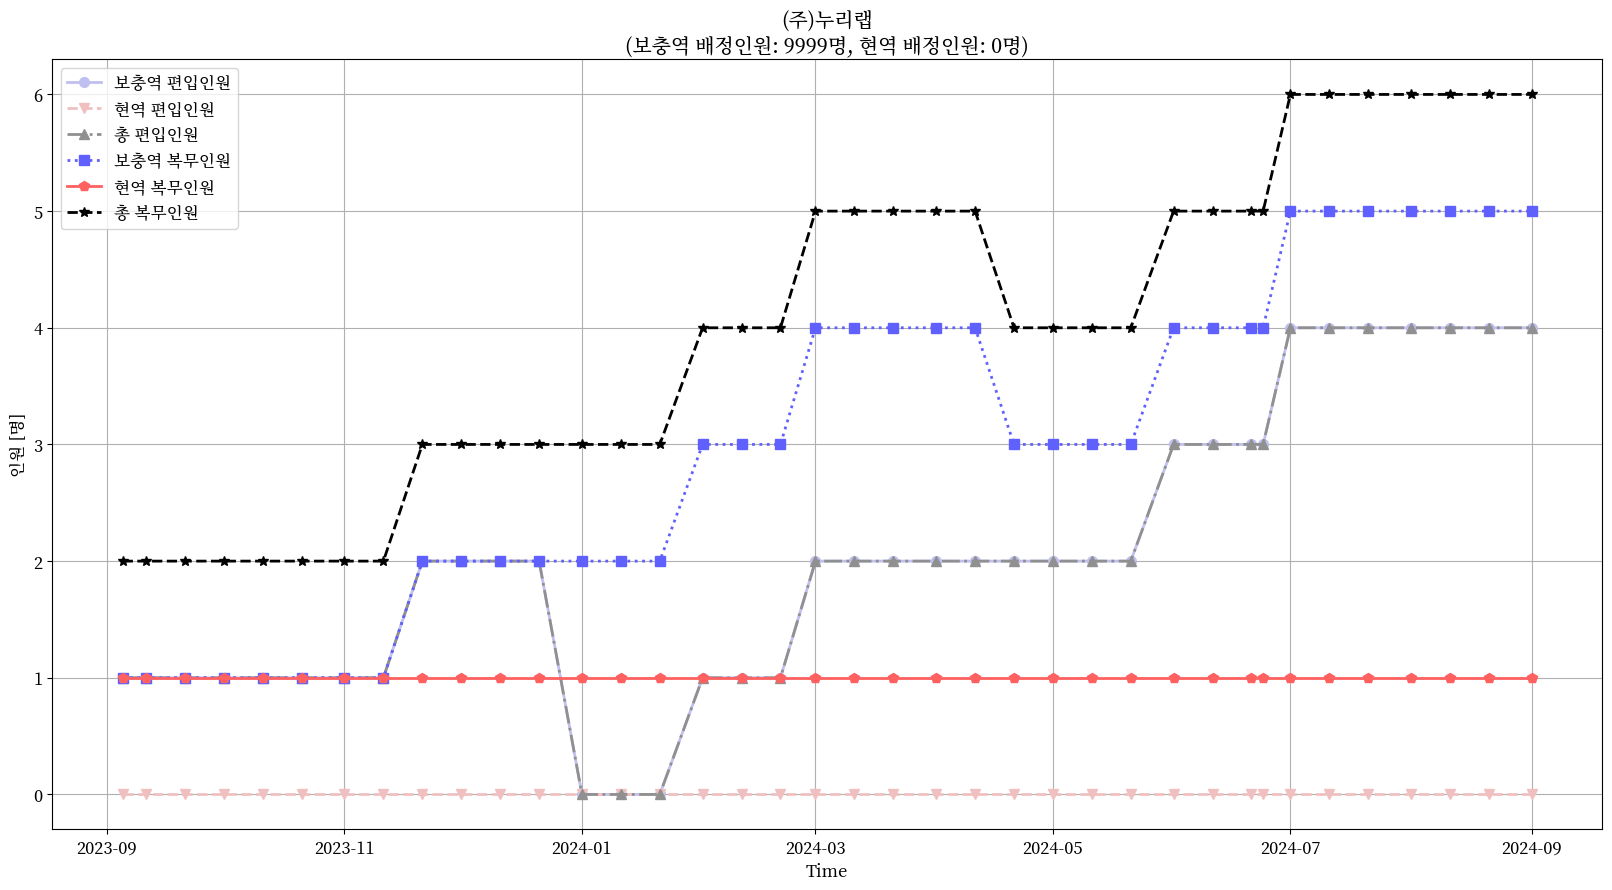 (주)누리랩
(보충역 배정인원: 9999명, 현역 배정인원: 0명)
보충역 편입인원
현역 편입인원
총 편입인원
보충역 복무인원
현역 복무인원
총 복무인원
6
5
4
3
2
1
0
인원 [명]
2023-09 2023-11 2024-01 2024-03 2024-05 2024-07 2024-09
Time